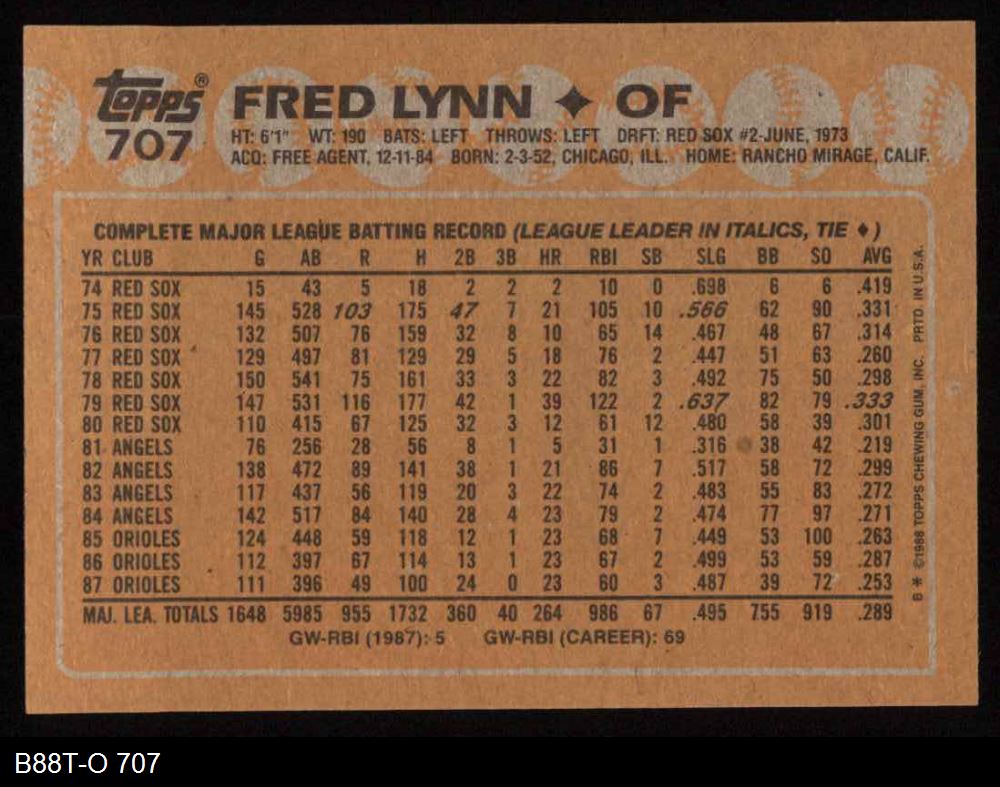 Topps® FRED LYNN ✦ OF
707 HT: 6'1" WT: 190 BATS: LEFT THROWS: LEFT DRFT: RED SOX #2-JUNE, 1973
ACQ: FREE AGENT, 12-11-84 BORN: 2-3-52, CHICAGO, ILL. HOME: RANCHO MIRAGE, CALIF.
COMPLETE MAJOR LEAGUE BATTING RECORD (LEAGUE LEADER IN ITALICS, TIE ♦)
YR CLUB G AB R H 2B 3B HR RBI SB SLG BB SO AVG
74 RED SOX 15 43 5 18 2 2 2 10 0 .698 6 6 .419
75 RED SOX 145 528 103 175 47 7 21 105 10 .566 62 90 .331
76 RED SOX 132 507 76 159 32 8 10 65 14 .467 48 67 .314
77 RED SOX 129 497 81 129 29 5 18 76 2 .447 51 63 .260
78 RED SOX 150 541 75 161 33 3 22 82 3 .492 75 50 .298
79 RED SOX 147 531 116 177 42 1 39 122 2 .637 82 79 .333
80 RED SOX 110 415 67 125 32 3 12 61 12 .480 58 39 .301
81 ANGELS 76 256 28 56 8 1 5 31 1 .316 38 42 .219
82 ANGELS 138 472 89 141 38 1 21 86 7 .517 58 72 .299
83 ANGELS 117 437 56 119 20 3 22 74 2 .483 55 83 .272
84 ANGELS 142 517 84 140 28 4 23 79 2 .474 77 97 .271
85 ORIOLES 124 448 59 118 12 1 23 68 7 .449 53 100 .263
86 ORIOLES 112 397 67 114 13 1 23 67 2 .499 53 59 .287
87 ORIOLES 111 396 49 100 24 0 23 60 3 .487 39 72 .253
MAJ. LEA. TOTALS 1648 5985 955 1732 360 40 264 986 67 .495 755 919 .289
GW-RBI (1987): 5 GW-RBI (CAREER): 69
B * ©1988 TOPPS CHEWING GUM, INC. PRTD. IN U.S.A.
B88T-O 707